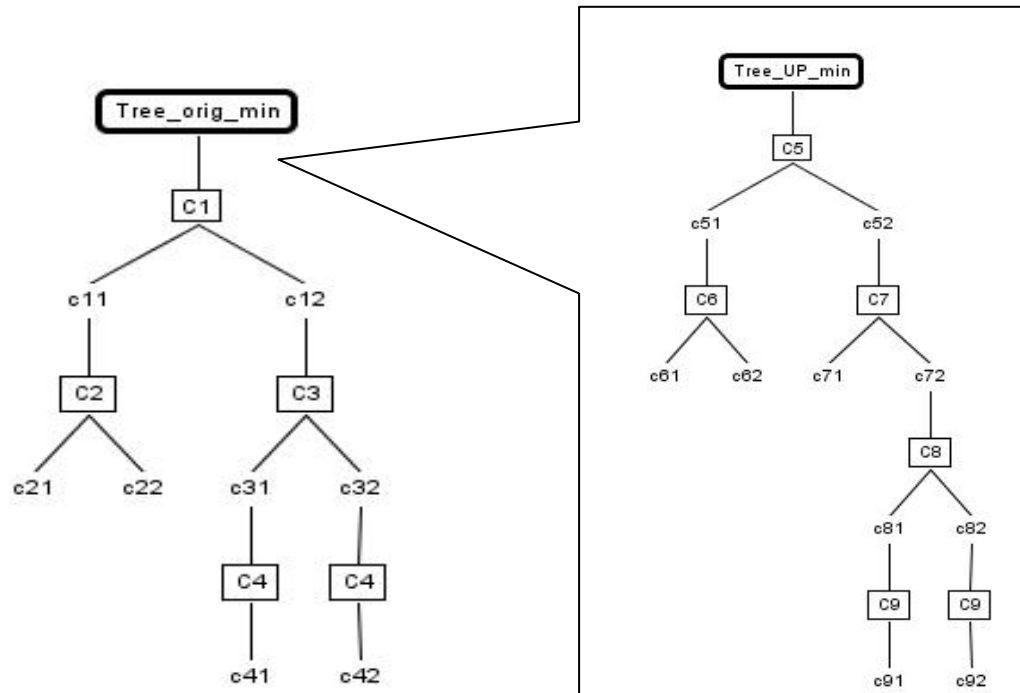 Tree_orig_min
C1
c11 c12
C2 C3
c21 c22 c31 c32
C4 C4
c41 c42
Tree_UP_min
C5
c51 c52
C6 C7
c61 c62 c71 c72
C8
c81 c82
C9 C9
c91 c92